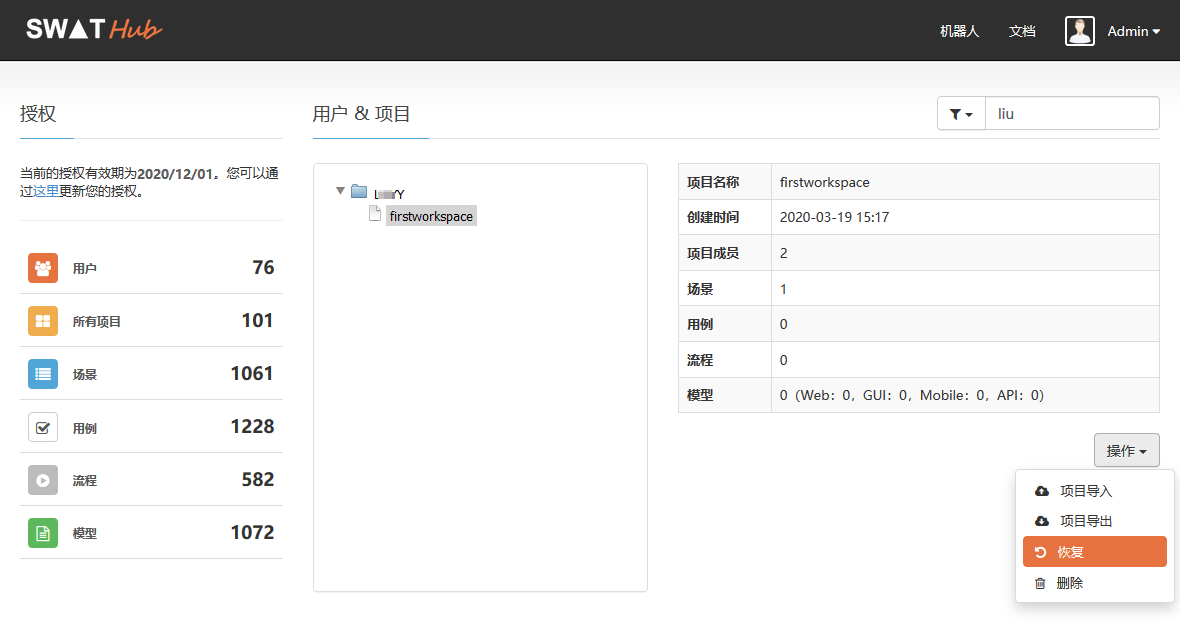 SWAT Hub
机器人
文档
Admin
授权
当前的授权有效期为2020/12/01。您可以通
过这里更新您的授权。
用户 76
所有项目 101
场景 1061
用例 1228
流程 582
模型 1072
用户 & 项目
liu
firstworkspace
项目名称 firstworkspace
创建时间 2020-03-19 15:17
项目成员 2
场景 1
用例 0
流程 0
模型 0（Web：0，GUI：0，Mobile：0，API：0）
操作
项目导入
项目导出
恢复
删除